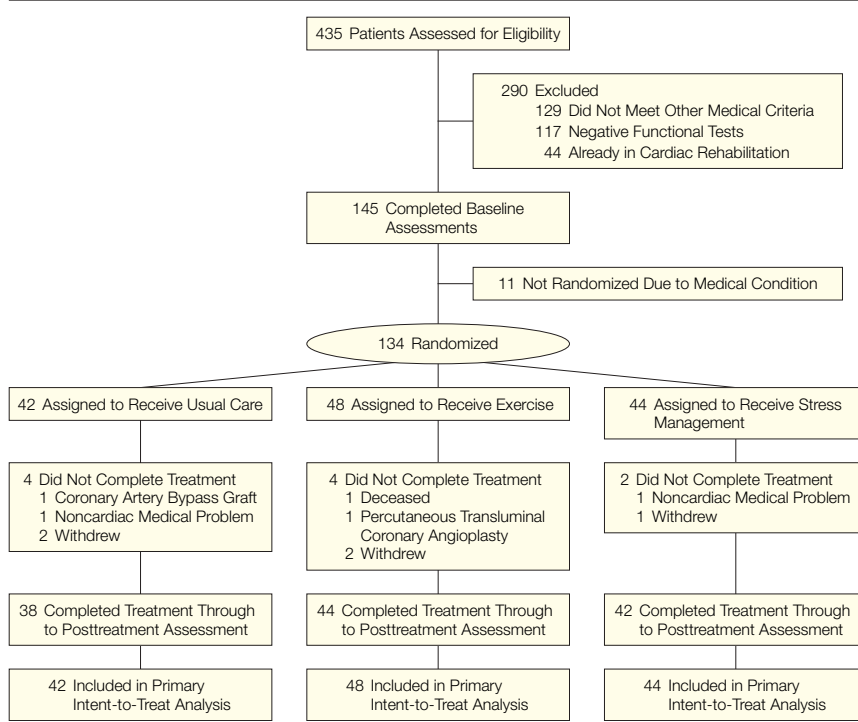 435 Patients Assessed for Eligibility
290 Excluded
129 Did Not Meet Other Medical Criteria
117 Negative Functional Tests
44 Already in Cardiac Rehabilitation
145 Completed Baseline
Assessments
11 Not Randomized Due to Medical Condition
134 Randomized
42 Assigned to Receive Usual Care
4 Did Not Complete Treatment
1 Coronary Artery Bypass Graft
1 Noncardiac Medical Problem
2 Withdrew
38 Completed Treatment Through
to Posttreatment Assessment
42 Included in Primary
Intent-to-Treat Analysis
48 Assigned to Receive Exercise
4 Did Not Complete Treatment
1 Deceased
1 Percutaneous Transluminal
Coronary Angioplasty
2 Withdrew
44 Completed Treatment Through
to Posttreatment Assessment
48 Included in Primary
Intent-to-Treat Analysis
44 Assigned to Receive Stress
Management
2 Did Not Complete Treatment
1 Noncardiac Medical Problem
1 Withdrew
42 Completed Treatment Through
to Posttreatment Assessment
44 Included in Primary
Intent-to-Treat Analysis